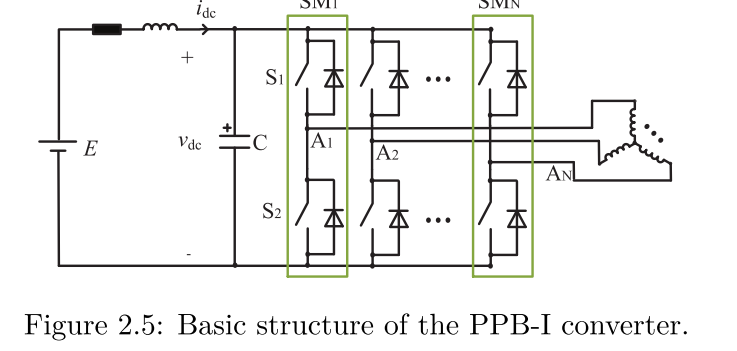 SM1
SMN
idc
+
S1
...
+
E
vdc
C
A1
A2
AN
S2
...
-
Figure 2.5: Basic structure of the PPB-I converter.